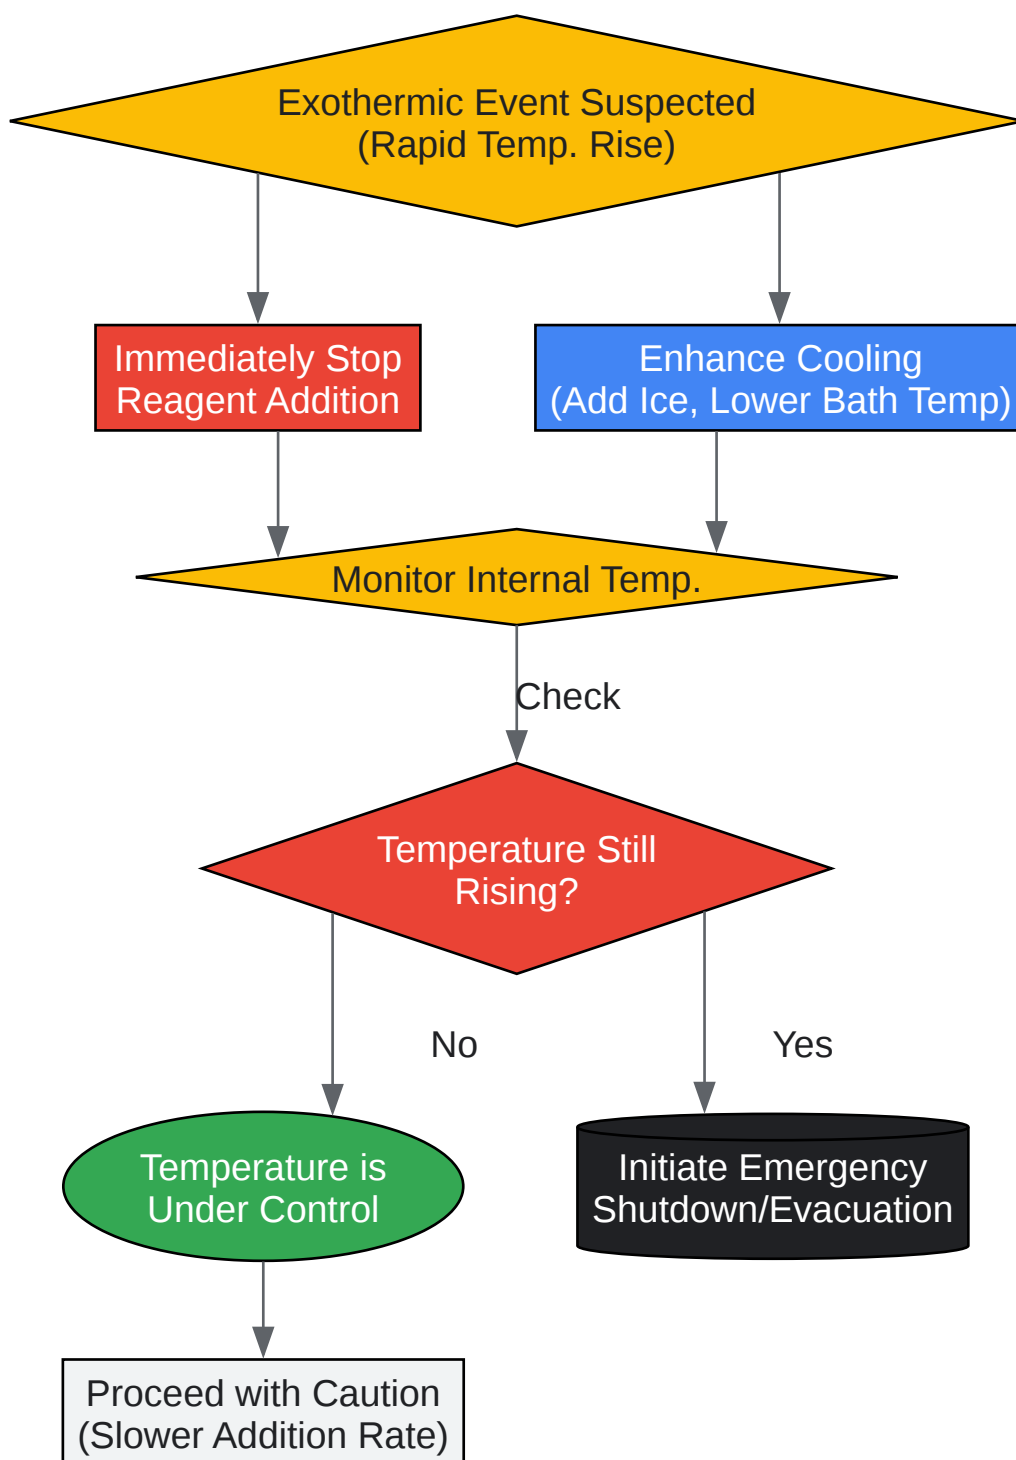 Exothermic Event Suspected
(Rapid Temp. Rise)
Immediately Stop
Reagent Addition
Enhance Cooling
(Add Ice, Lower Bath Temp)
Monitor Internal Temp.
Check
Temperature Still
Rising?
No
Yes
Temperature is
Under Control
Initiate Emergency
Shutdown/Evacuation
Proceed with Caution
(Slower Addition Rate)